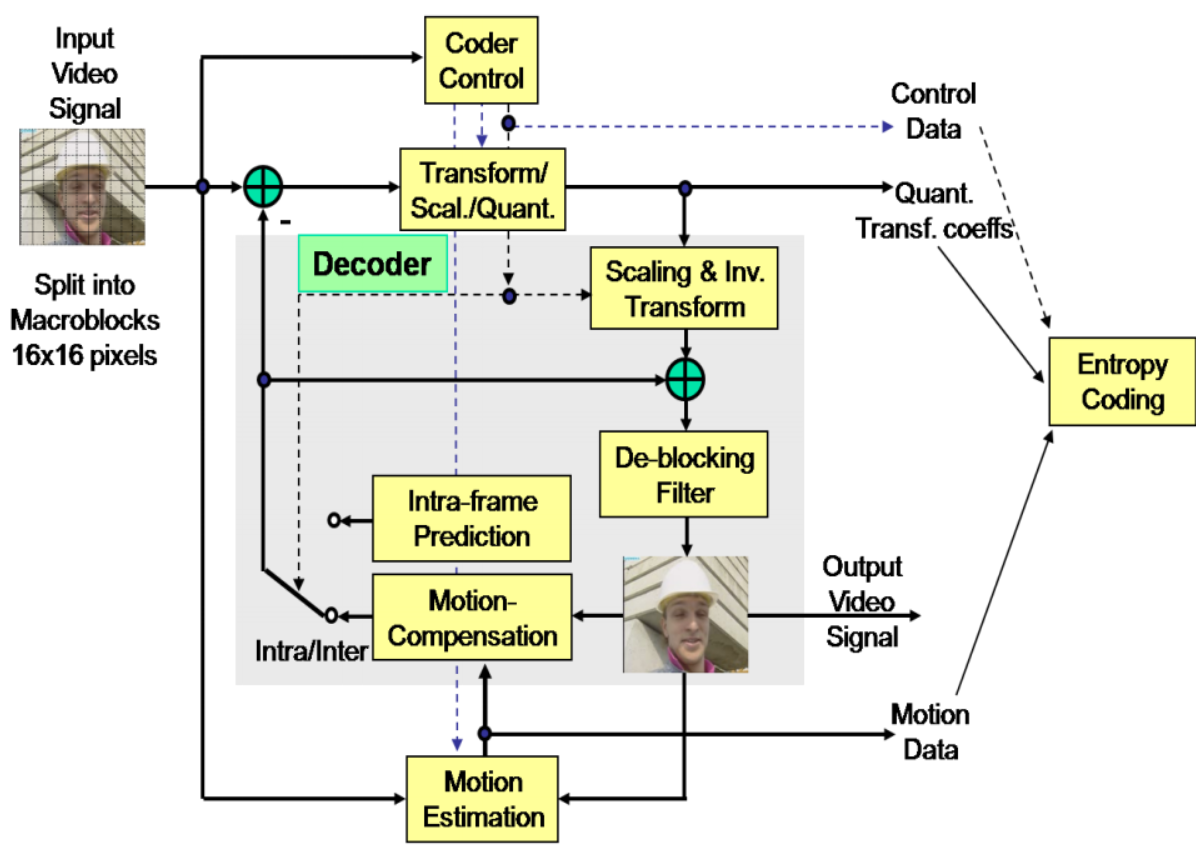 Input
Video
Signal
Coder
Control
Control
Data
Transform/
Scal./Quant.
-
Quant.
Transf. coeffs
Decoder
Scaling & Inv.
Transform
Split into
Macroblocks
16x16 pixels
Entropy
Coding
De-blocking
Filter
Intra-frame
Prediction
Motion-
Compensation
Intra/Inter
Output
Video
Signal
Motion
Data
Motion
Estimation